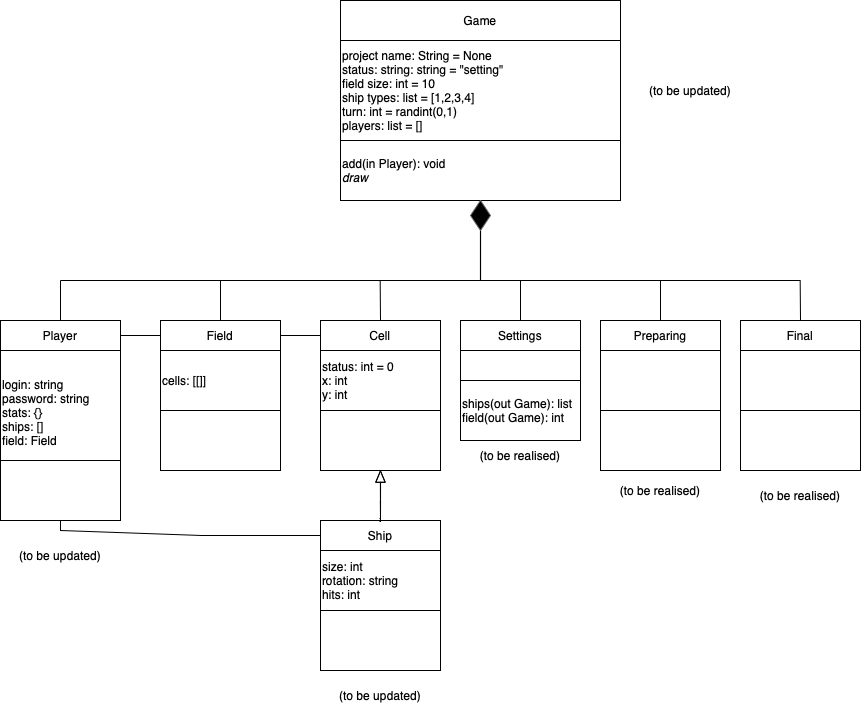 Game
project name: String = None
status: string: string = "setting"
field size: int = 10
ship types: list = [1,2,3,4]
turn: int = randint(0,1)
players: list = []
(to be updated)
add(in Player): void
draw
Player
login: string
password: string
stats: {}
ships: []
field: Field
(to be updated)
Field
cells: [[]]
Cell
status: int = 0
x: int
y: int
Settings
ships(out Game): list
field(out Game): int
(to be realised)
Preparing
(to be realised)
Final
(to be realised)
Ship
size: int
rotation: string
hits: int
(to be updated)